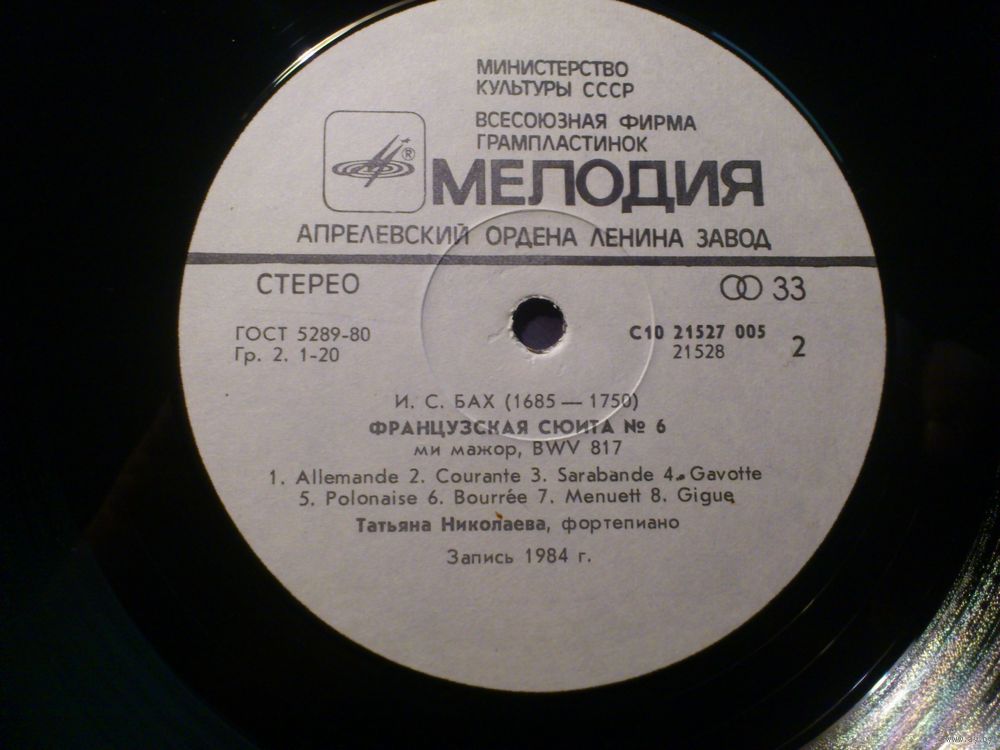 МИНИСТЕРСТВО
КУЛЬТУРЫ СССР
ВСЕСОЮЗНАЯ ФИРМА
ГРАМПЛАСТИНОК
®
МЕЛОДИЯ
АПРЕЛЕВСКИЙ ОРДЕНА ЛЕНИНА ЗАВОД
СТЕРЕО
33
ГОСТ 5289-80
Гр. 2. 1-20
С10 21527 005
21528
2
И. С. БАХ (1685 — 1750)
ФРАНЦУЗСКАЯ СЮИТА № 6
ми мажор, BWV 817
1. Allemande 2. Courante 3. Sarabande 4. Gavotte
5. Polonaise 6. Bourrée 7. Menuett 8. Gigue
Татьяна Николаева, фортепиано
Запись 1984 г.